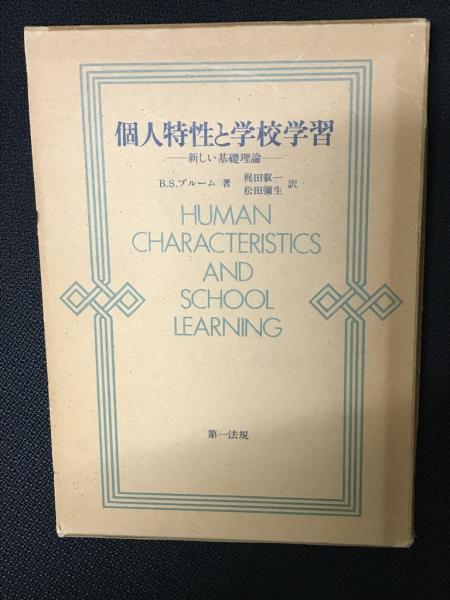 個人特性と学校学習
―新しい基礎理論―
B.S.ブルーム 著 梶田叡一 松田彌生 訳
HUMAN
CHARACTERISTICS
AND
SCHOOL
LEARNING
第一法規